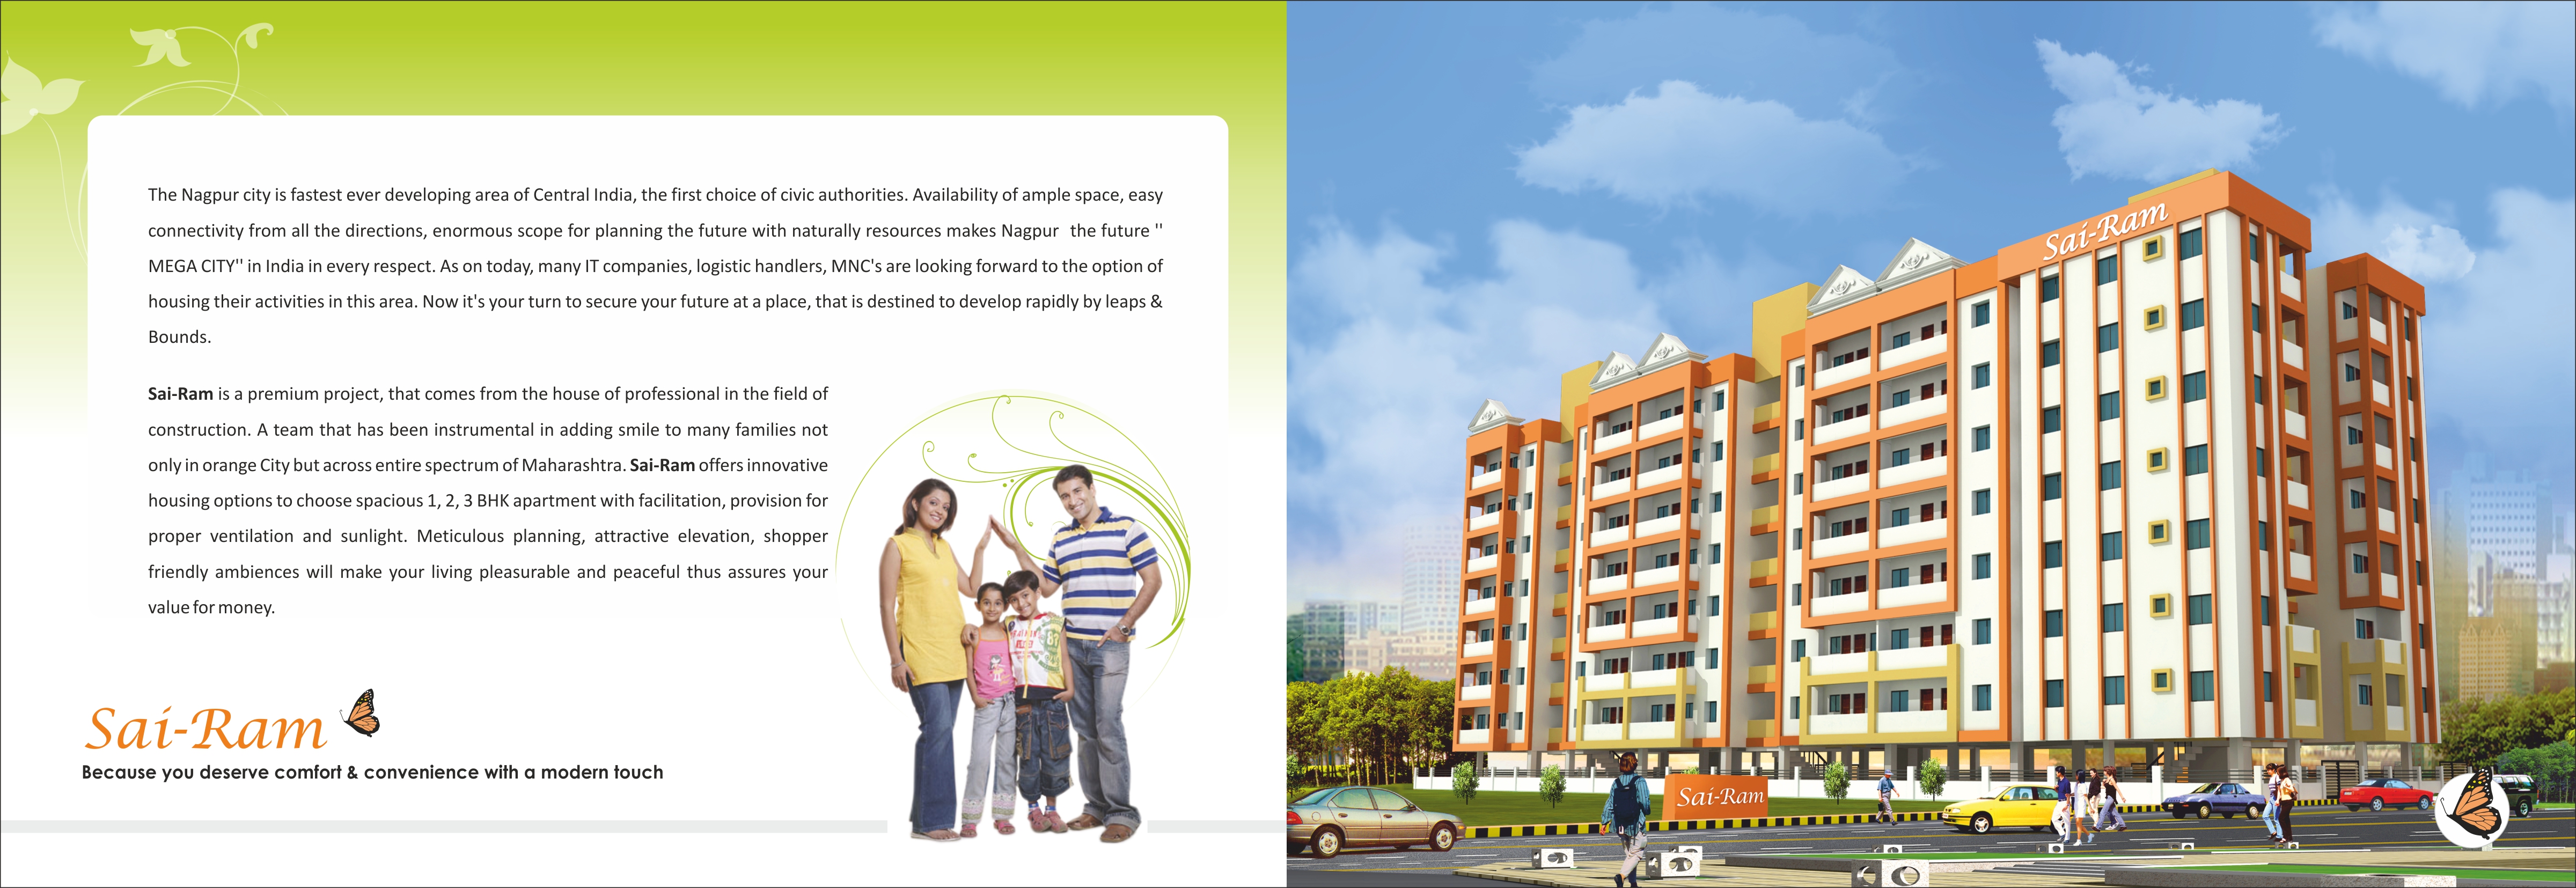 The Nagpur city is fastest ever developing area of Central India, the first choice of civic authorities. Availability of ample space, easy
connectivity from all the directions, enormous scope for planning the future with naturally resources makes Nagpur the future ''
MEGA CITY'' in India in every respect. As on today, many IT companies, logistic handlers, MNC's are looking forward to the option of
housing their activities in this area. Now it's your turn to secure your future at a place, that is destined to develop rapidly by leaps &
Bounds.
Sai-Ram is a premium project, that comes from the house of professional in the field of
construction. A team that has been instrumental in adding smile to many families not
only in orange City but across entire spectrum of Maharashtra. Sai-Ram offers innovative
housing options to choose spacious 1, 2, 3 BHK apartment with facilitation, provision for
proper ventilation and sunlight. Meticulous planning, attractive elevation, shopper
friendly ambiences will make your living pleasurable and peaceful thus assures your
value for money.
Sai-Ram
Because you deserve comfort & convenience with a modern touch
Sai-Ram
Sai-Ram